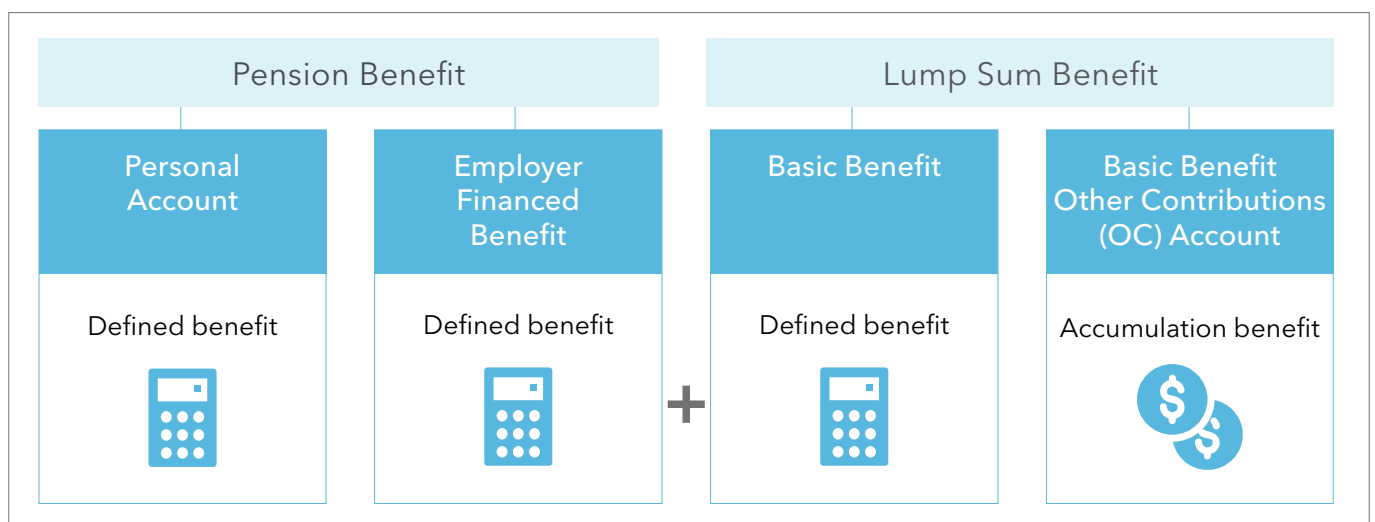 Pension Benefit
Lump Sum Benefit
Personal
Account
Employer
Financed
Benefit
Basic Benefit
Basic Benefit
Other Contributions
(OC) Account
Defined benefit
Defined benefit
+
Defined benefit
Accumulation benefit
$
$